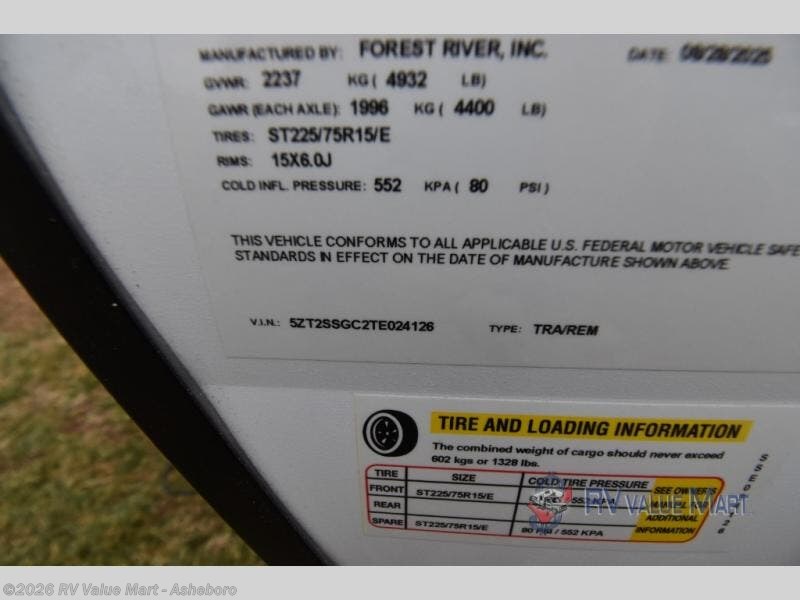 MANUFACTURED BY: FOREST RIVER, INC. DATE: 08/28/2025
GVWR: 2237 KG ( 4932 LB)
GAWR (EACH AXLE): 1996 KG ( 4400 LB)
TIRES: ST225/75R15/E
RIMS: 15X6.0J
COLD INFL. PRESSURE: 552 KPA ( 80 PSI )
THIS VEHICLE CONFORMS TO ALL APPLICABLE U.S. FEDERAL MOTOR VEHICLE SAFE
STANDARDS IN EFFECT ON THE DATE OF MANUFACTURE SHOWN ABOVE
V.I.N.: 5ZT2SSGC2TE024126 TYPE: TRA/REM
TIRE AND LOADING INFORMATION
The combined weight of cargo should never exceed
602 kgs or 1328 lbs.
TIRE SIZE COLD TIRE PRESSURE SEE OWNER'S
FRONT ST225/75R15/E 552 KPA
REAR ADDITIONAL
SPARE ST225/75R15/E 80 PSI / 552 KPA INFORMATION
RV VALUE MART
©2026 RV Value Mart - Asheboro